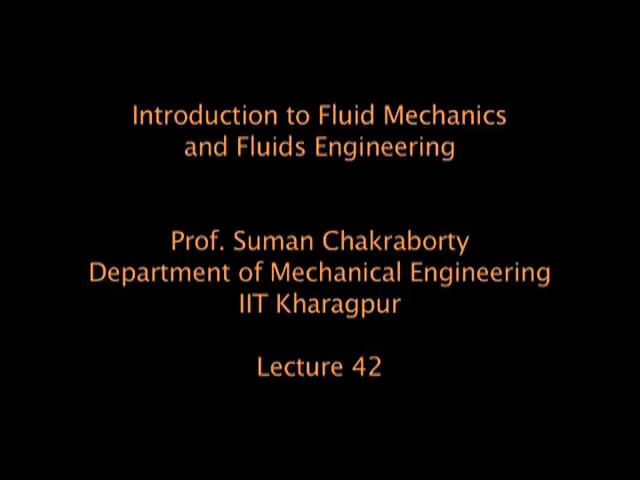 Introduction to Fluid Mechanics
and Fluids Engineering
Prof. Suman Chakraborty
Department of Mechanical Engineering
IIT Kharagpur
Lecture 42